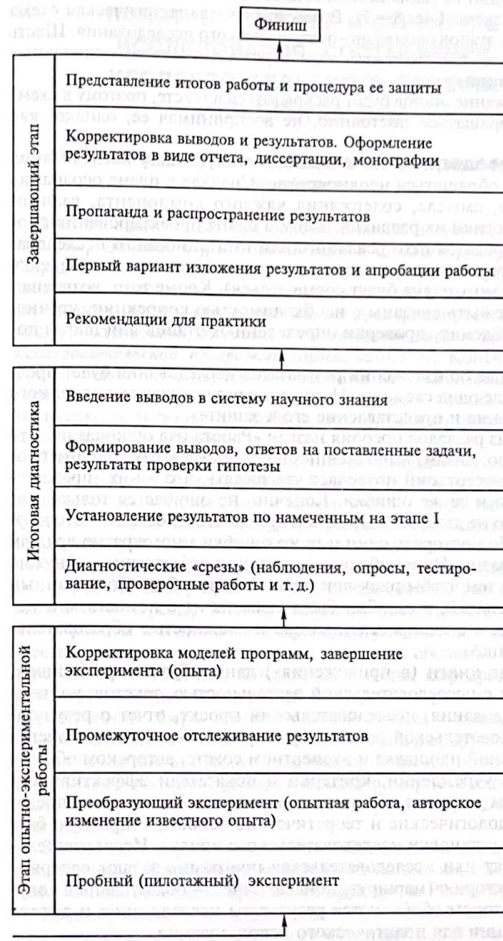 Финиш
Завершающий этап
Представление итогов работы и процедура ее защиты
Корректировка выводов и результатов. Оформление
результатов в виде отчета, диссертации, монографии
Пропаганда и распространение результатов
Первый вариант изложения результатов и апробации работы
Рекомендации для практики
Итоговая диагностика
Введение выводов в систему научного знания
Формирование выводов, ответов на поставленные задачи,
результаты проверки гипотезы
Установление результатов по намеченным на этапе I
Диагностические «срезы» (наблюдения, опросы, тестиро-
вание, проверочные работы и т.д.)
Этап опытно-экспериментальной
работы
Корректировка моделей программ, завершение
эксперимента (опыта)
Промежуточное отслеживание результатов
Преобразующий эксперимент (опытная работа, авторское
изменение известного опыта)
Пробный (пилотажный) эксперимент